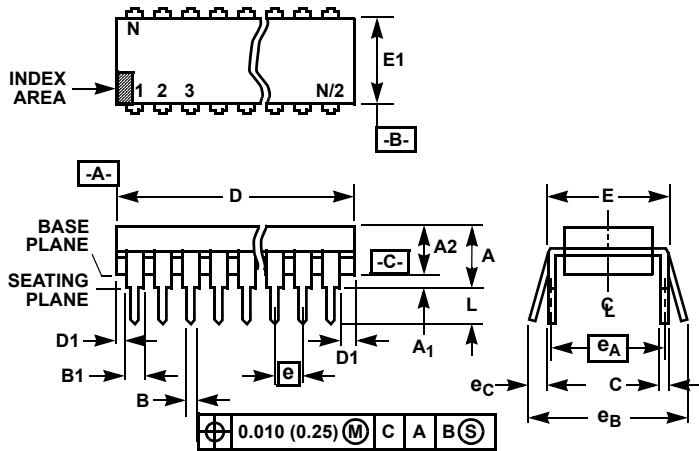 N
E1
INDEX
AREA
1 2 3 N/2
-B-
-A-
D
E
BASE
PLANE
A2
A
-C-
SEATING
PLANE
L
CL
D1
A1
D1
eA
B1
e
eC
C
B
eB
0.010 (0.25) M C A B S